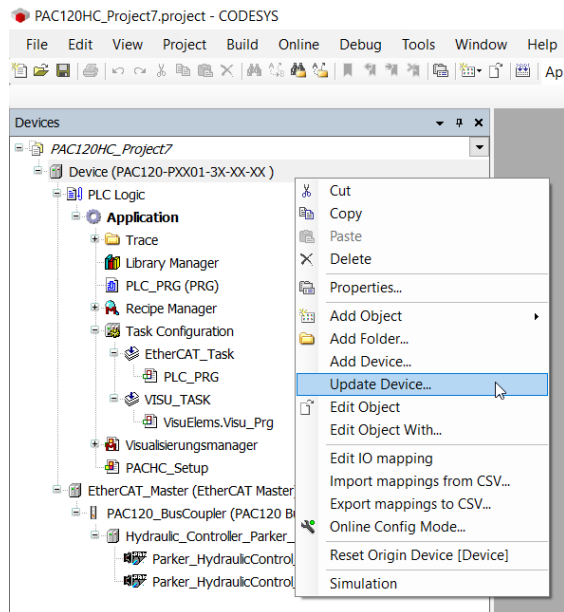 PAC120HC_Project7.project - CODESYS
File Edit View Project Build Online Debug Tools Window Help
Ap
Devices
PAC120HC_Project7
Device (PAC120-PXX01-3X-XX-XX )
PLC Logic
Application
Trace
Library Manager
PLC_PRG (PRG)
Recipe Manager
Task Configuration
EtherCAT_Task
PLC_PRG
VISU_TASK
VisuElems.Visu_Prg
Visualisierungsmanager
PACHC_Setup
EtherCAT_Master (EtherCAT Master
PAC120_BusCoupler (PAC120 B
Hydraulic_Controller_Parker_
Parker_HydraulicControl_
Parker_HydraulicControl_
Cut
Copy
Paste
Delete
Properties...
Add Object
Add Folder...
Add Device...
Update Device...
Edit Object
Edit Object With...
Edit IO mapping
Import mappings from CSV...
Export mappings to CSV...
Online Config Mode...
Reset Origin Device [Device]
Simulation